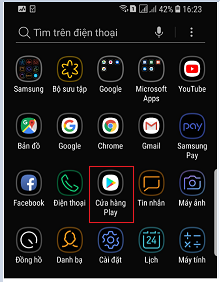 42% 16:23
Tìm trên điện thoại
Samsung Bộ sưu tập Google Microsoft Apps YouTube
Bản đồ Google Chrome Gmail Samsung Pay
Facebook Điện thoại Cửa hàng Play Tin nhắn Máy ảnh
Đồng hồ Danh bạ Cài đặt Lịch Máy tính
pay
24